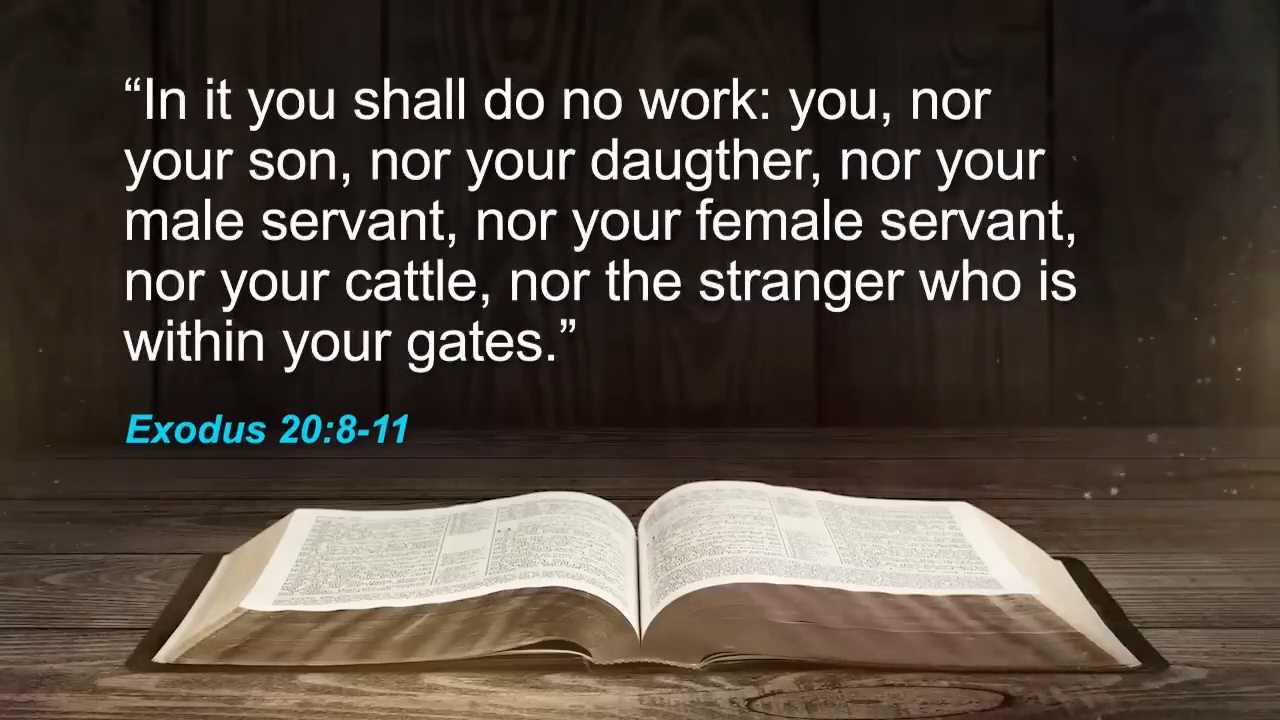 “In it you shall do no work: you, nor
your son, nor your daugther, nor your
male servant, nor your female servant,
nor your cattle, nor the stranger who is
within your gates.”
Exodus 20:8-11